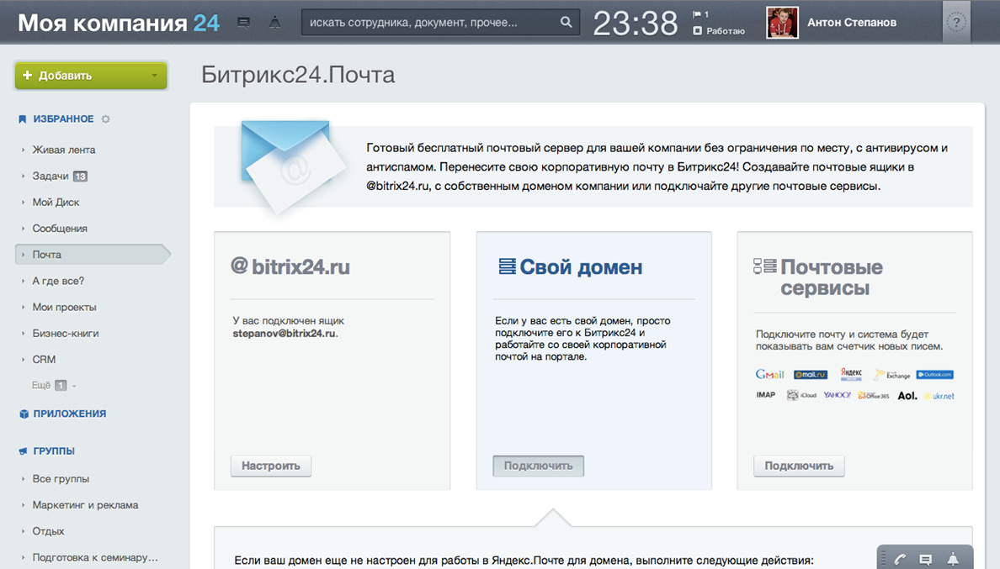 Моя компания 24
искать сотрудника, документ, прочее...
23:38
1
Работаю
Антон Степанов
?
+ Добавить
Битрикс24.Почта
ИЗБРАННОЕ
Живая лента
Задачи 13
Мой Диск
Сообщения
Почта
А где все?
Мои проекты
Бизнес-книги
CRM
Ещё 1
ПРИЛОЖЕНИЯ
ГРУППЫ
Все группы
Маркетинг и реклама
Отдых
Подготовка к семинару...
Готовый бесплатный почтовый сервер для вашей компании без ограничения по месту, с антивирусом и
антиспамом. Перенесите свою корпоративную почту в Битрикс24! Создавайте почтовые ящики в
@bitrix24.ru, с собственным доменом компании или подключайте другие почтовые сервисы.
@bitrix24.ru
У вас подключен ящик
stepanov@bitrix24.ru.
Настроить
Свой домен
Если у вас есть свой домен, просто
подключите его к Битрикс24 и
работайте со своей корпоративной
почтой на портале.
Подключить
Почтовые
сервисы
Подключите почту и система будет
показывать вам счетчик новых писем.
Gmail @mail.ru Яндекс Exchange Outlook.com
IMAP iCloud YAHOO! Office 365 Aol. ukr.net
Подключить
Если ваш домен еще не настроен для работы в Яндекс.Почте для домена, выполните следующие действия: